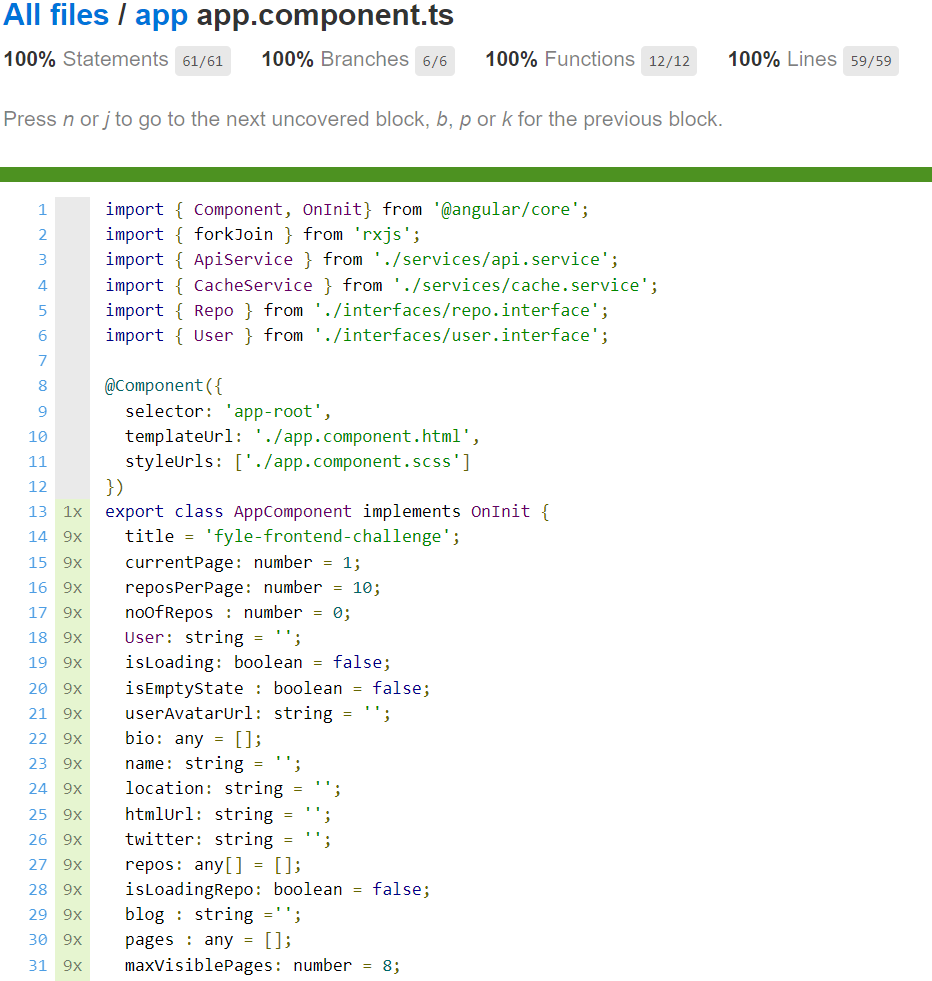 All files / app app.component.ts
100% Statements 61/61 100% Branches 6/6 100% Functions 12/12 100% Lines 59/59
Press n or j to go to the next uncovered block, b, p or k for the previous block.
1 import { Component, OnInit} from '@angular/core';
2 import { forkJoin } from 'rxjs';
3 import { ApiService } from './services/api.service';
4 import { CacheService } from './services/cache.service';
5 import { Repo } from './interfaces/repo.interface';
6 import { User } from './interfaces/user.interface';
7
8 @Component({
9   selector: 'app-root',
10   templateUrl: './app.component.html',
11   styleUrls: ['./app.component.scss']
12 })
13 1x export class AppComponent implements OnInit {
14 9x   title = 'fyle-frontend-challenge';
15 9x   currentPage: number = 1;
16 9x   reposPerPage: number = 10;
17 9x   noOfRepos : number = 0;
18 9x   User: string = '';
19 9x   isLoading: boolean = false;
20 9x   isEmptyState : boolean = false;
21 9x   userAvatarUrl: string = '';
22 9x   bio: any = [];
23 9x   name: string = '';
24 9x   location: string = '';
25 9x   htmlUrl: string = '';
26 9x   twitter: string = '';
27 9x   repos: any[] = [];
28 9x   isLoadingRepo: boolean = false;
29 9x   blog : string ='';
30 9x   pages : any = [];
31 9x   maxVisiblePages: number = 8;